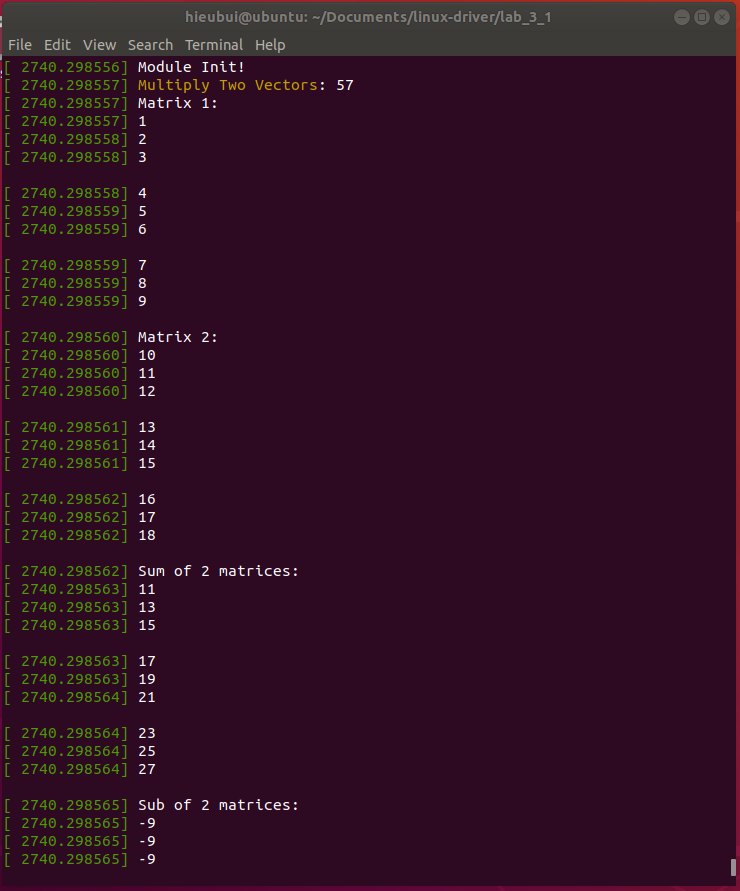 hieubui@ubuntu: ~/Documents/linux-driver/lab_3_1
File Edit View Search Terminal Help
[ 2740.298556] Module Init!
[ 2740.298557] Multiply Two Vectors: 57
[ 2740.298557] Matrix 1:
[ 2740.298557] 1
[ 2740.298558] 2
[ 2740.298558] 3
[ 2740.298558] 4
[ 2740.298559] 5
[ 2740.298559] 6
[ 2740.298559] 7
[ 2740.298559] 8
[ 2740.298559] 9
[ 2740.298560] Matrix 2:
[ 2740.298560] 10
[ 2740.298560] 11
[ 2740.298560] 12
[ 2740.298561] 13
[ 2740.298561] 14
[ 2740.298561] 15
[ 2740.298562] 16
[ 2740.298562] 17
[ 2740.298562] 18
[ 2740.298562] Sum of 2 matrices:
[ 2740.298563] 11
[ 2740.298563] 13
[ 2740.298563] 15
[ 2740.298563] 17
[ 2740.298563] 19
[ 2740.298564] 21
[ 2740.298564] 23
[ 2740.298564] 25
[ 2740.298564] 27
[ 2740.298565] Sub of 2 matrices:
[ 2740.298565] -9
[ 2740.298565] -9
[ 2740.298565] -9